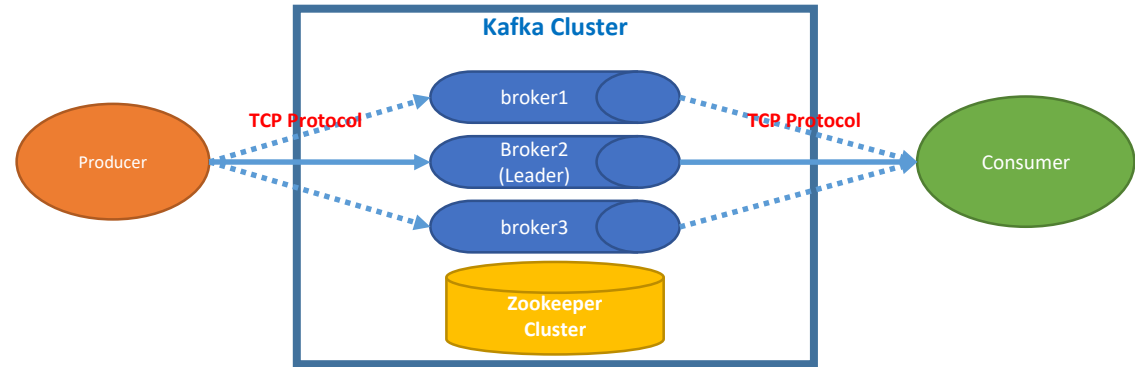 Kafka Cluster
broker1
TCP Protocol
TCP Protocol
Producer
Broker2
(Leader)
Consumer
broker3
Zookeeper
Cluster